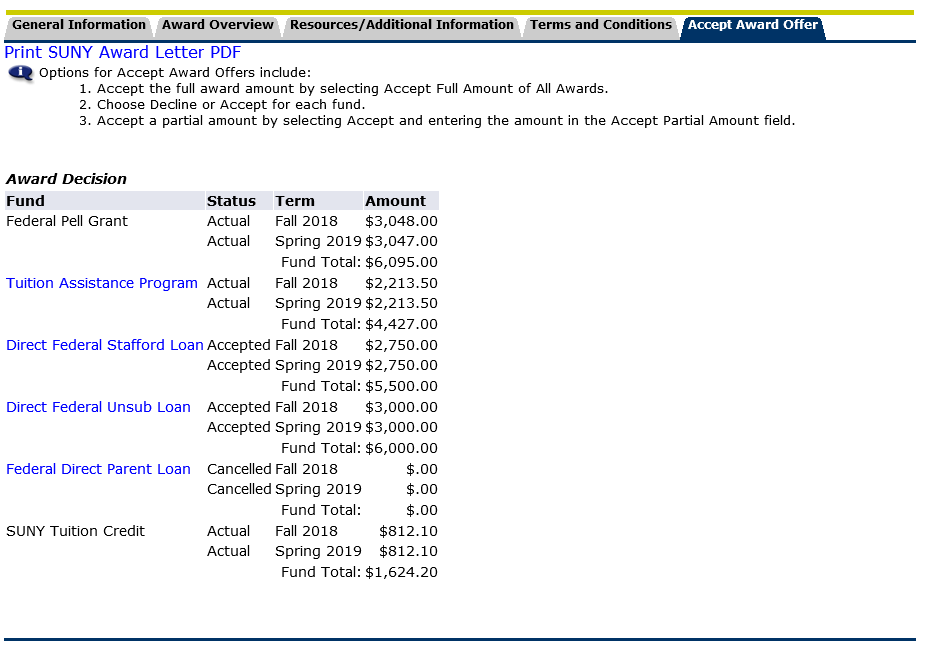 General Information Award Overview Resources/Additional Information Terms and Conditions Accept Award Offer
Print SUNY Award Letter PDF
Options for Accept Award Offers include:
1. Accept the full award amount by selecting Accept Full Amount of All Awards.
2. Choose Decline or Accept for each fund.
3. Accept a partial amount by selecting Accept and entering the amount in the Accept Partial Amount field.
Award Decision
Fund Status Term Amount
Federal Pell Grant Actual Fall 2018 $3,048.00
Actual Spring 2019 $3,047.00
Fund Total: $6,095.00
Tuition Assistance Program Actual Fall 2018 $2,213.50
Actual Spring 2019 $2,213.50
Fund Total: $4,427.00
Direct Federal Stafford Loan Accepted Fall 2018 $2,750.00
Accepted Spring 2019 $2,750.00
Fund Total: $5,500.00
Direct Federal Unsub Loan Accepted Fall 2018 $3,000.00
Accepted Spring 2019 $3,000.00
Fund Total: $6,000.00
Federal Direct Parent Loan Cancelled Fall 2018 $.00
Cancelled Spring 2019 $.00
Fund Total: $.00
SUNY Tuition Credit Actual Fall 2018 $812.10
Actual Spring 2019 $812.10
Fund Total: $1,624.20